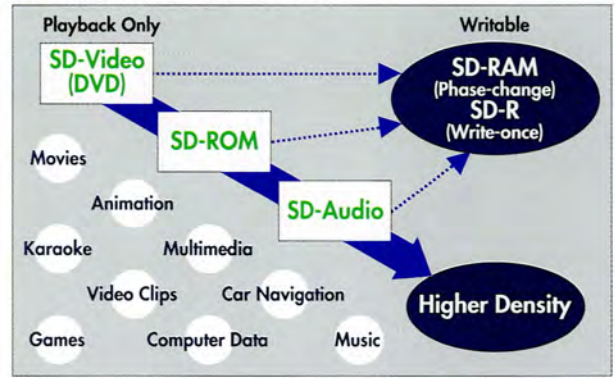 Playback Only
Writable
SD-Video
(DVD)
SD-RAM
(Phase-change)
SD-R
(Write-once)
SD-ROM
SD-Audio
Movies
Animation
Karaoke
Multimedia
Video Clips
Car Navigation
Higher Density
Games
Computer Data
Music